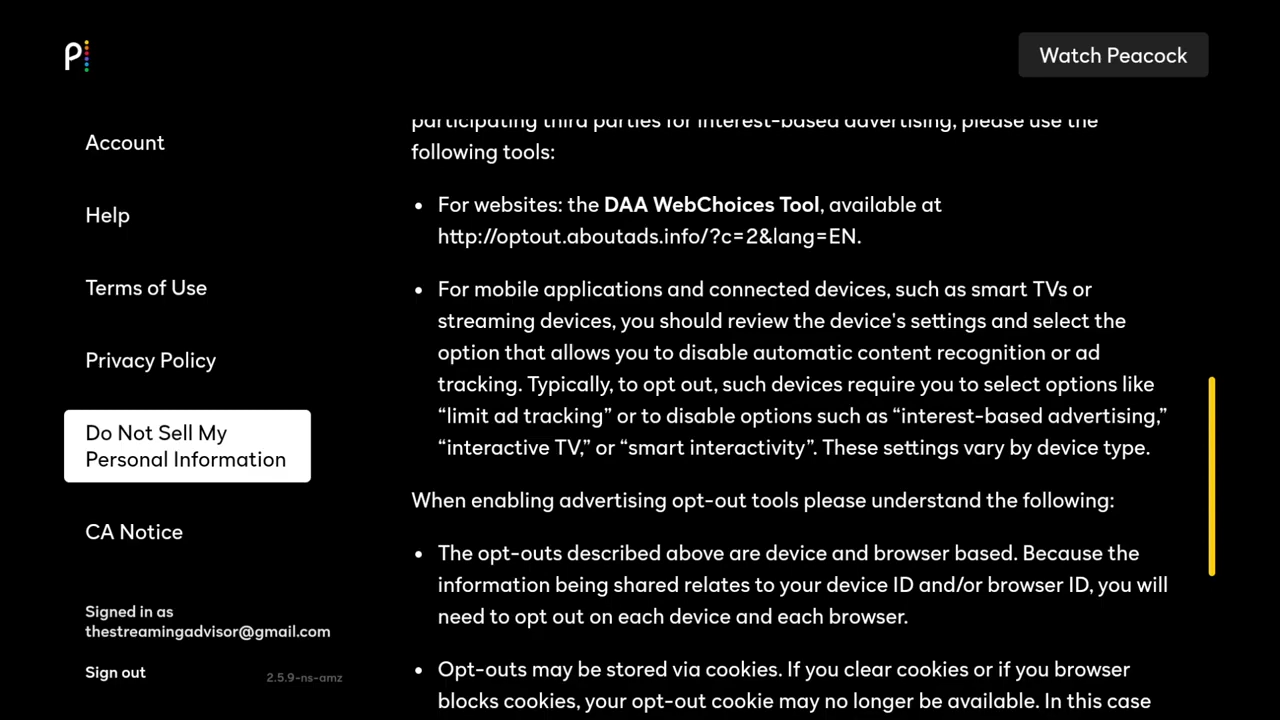 P
Watch Peacock
Account
Help
Terms of Use
Privacy Policy
Do Not Sell My
Personal Information
CA Notice
Signed in as
thestreamingadvisor@gmail.com
Sign out
2.5.9-ns-amz
participating third parties for interest-based advertising, please use the
following tools:
• For websites: the DAA WebChoices Tool, available at
http://optout.aboutads.info/?c=2&lang=EN.
• For mobile applications and connected devices, such as smart TVs or
streaming devices, you should review the device's settings and select the
option that allows you to disable automatic content recognition or ad
tracking. Typically, to opt out, such devices require you to select options like
“limit ad tracking” or to disable options such as “interest-based advertising,”
“interactive TV,” or “smart interactivity”. These settings vary by device type.
When enabling advertising opt-out tools please understand the following:
• The opt-outs described above are device and browser based. Because the
information being shared relates to your device ID and/or browser ID, you will
need to opt out on each device and each browser.
• Opt-outs may be stored via cookies. If you clear cookies or if you browser
blocks cookies, your opt-out cookie may no longer be available. In this case